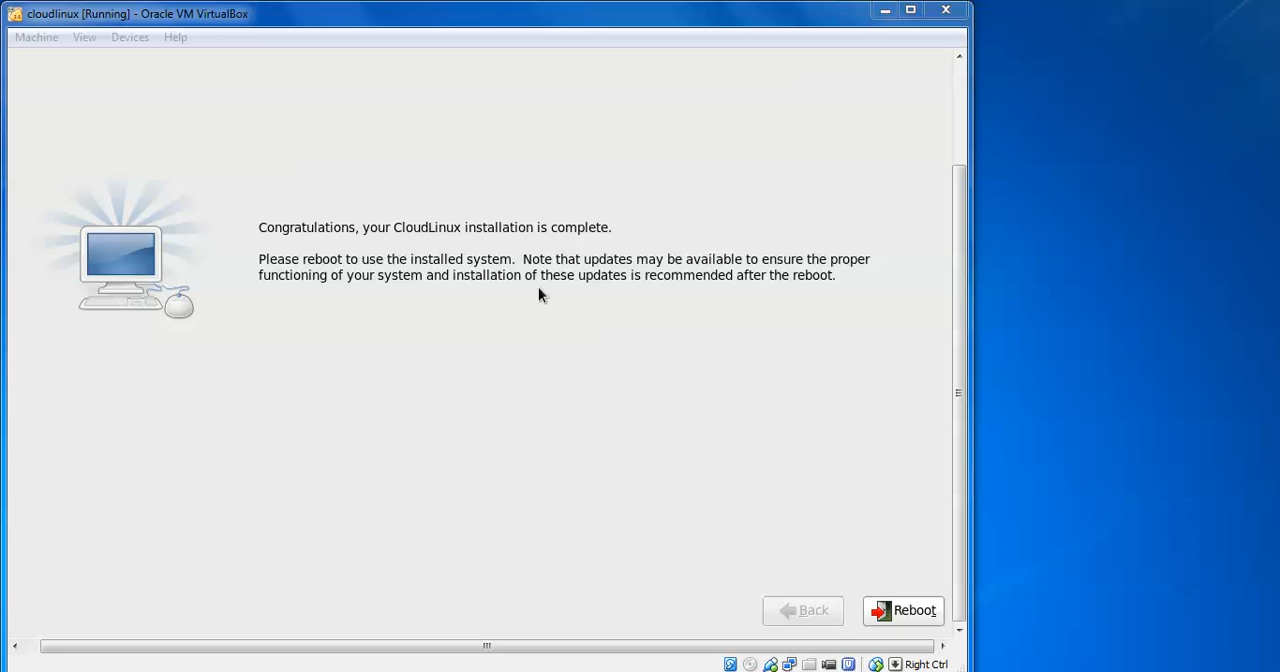 cloudlinux [Running] - Oracle VM VirtualBox
Machine View Devices Help
Congratulations, your CloudLinux installation is complete.
Please reboot to use the installed system. Note that updates may be available to ensure the proper
functioning of your system and installation of these updates is recommended after the reboot.
Back Reboot
Right Ctrl